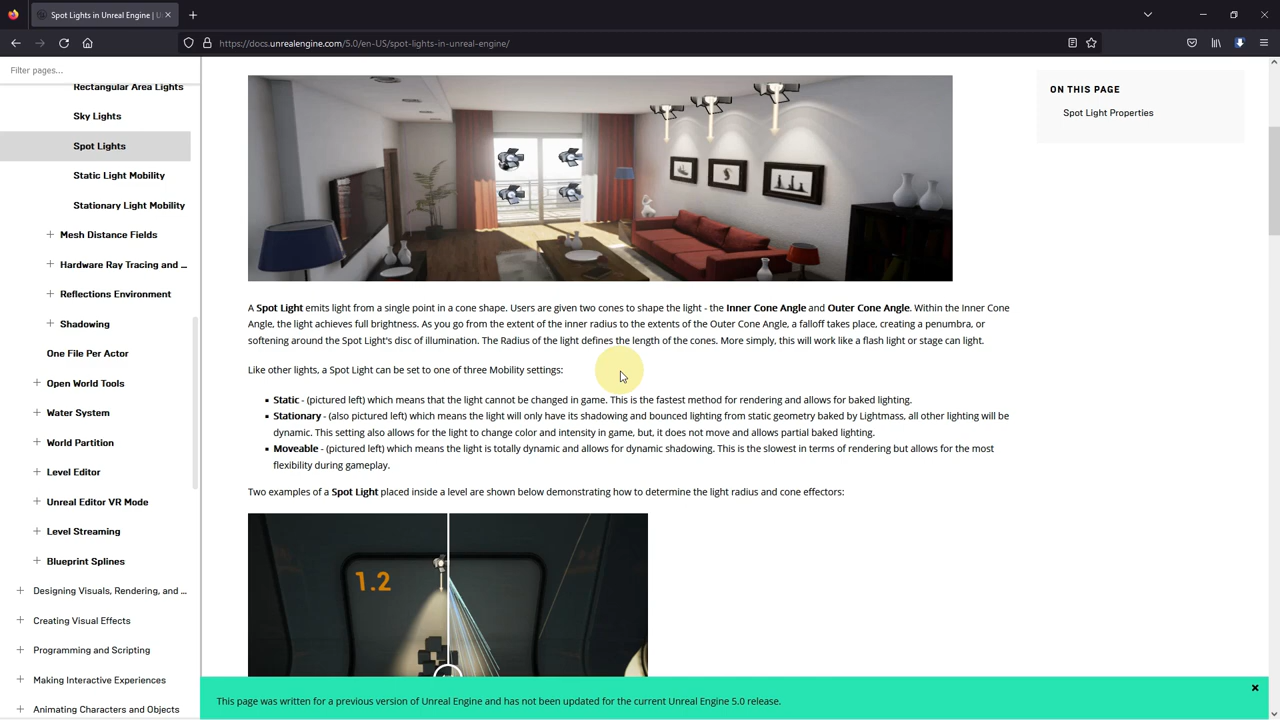 Spot Lights in Unreal Engine | U
https://docs.unrealengine.com/5.0/en-US/spot-lights-in-unreal-engine/
Filter pages...
Rectangular Area Lights
Sky Lights
Spot Lights
Static Light Mobility
Stationary Light Mobility
Mesh Distance Fields
Hardware Ray Tracing and ...
Reflections Environment
Shadowing
One File Per Actor
Open World Tools
Water System
World Partition
Level Editor
Unreal Editor VR Mode
Level Streaming
Blueprint Splines
Designing Visuals, Rendering, and ...
Creating Visual Effects
Programming and Scripting
Making Interactive Experiences
Animating Characters and Objects
A Spot Light emits light from a single point in a cone shape. Users are given two cones to shape the light - the Inner Cone Angle and Outer Cone Angle. Within the Inner Cone
Angle, the light achieves full brightness. As you go from the extent of the inner radius to the extents of the Outer Cone Angle, a falloff takes place, creating a penumbra, or
softening around the Spot Light's disc of illumination. The Radius of the light defines the length of the cones. More simply, this will work like a flash light or stage can light.
Like other lights, a Spot Light can be set to one of three Mobility settings:
Static - (pictured left) which means that the light cannot be changed in game. This is the fastest method for rendering and allows for baked lighting.
Stationary - (also pictured left) which means the light will only have its shadowing and bounced lighting from static geometry baked by Lightmass, all other lighting will be
dynamic. This setting also allows for the light to change color and intensity in game, but, it does not move and allows partial baked lighting.
Moveable - (pictured left) which means the light is totally dynamic and allows for dynamic shadowing. This is the slowest in terms of rendering but allows for the most
flexibility during gameplay.
Two examples of a Spot Light placed inside a level are shown below demonstrating how to determine the light radius and cone effectors:
1.2
ON THIS PAGE
Spot Light Properties
This page was written for a previous version of Unreal Engine and has not been updated for the current Unreal Engine 5.0 release.